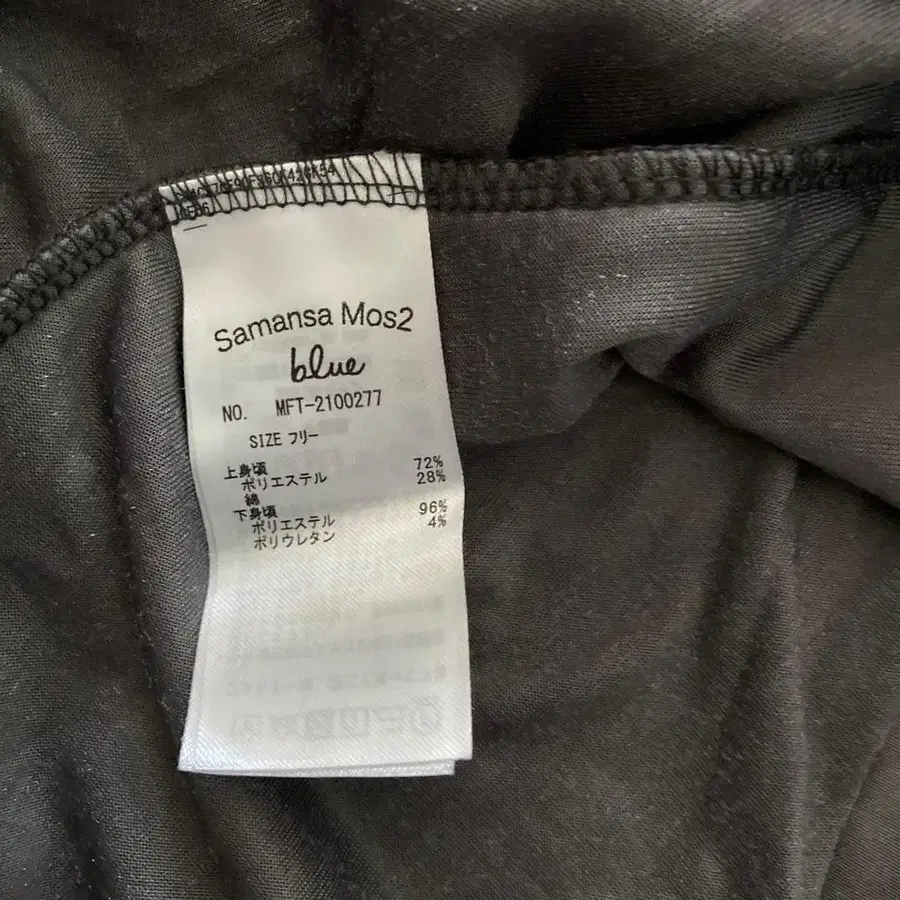 Samansa Mos2
blue
NO. MFT-2100277
SIZE フリー
上身頃
ポリエステル 72%
綿 28%
下身頃
ポリエステル 96%
ポリウレタン 4%